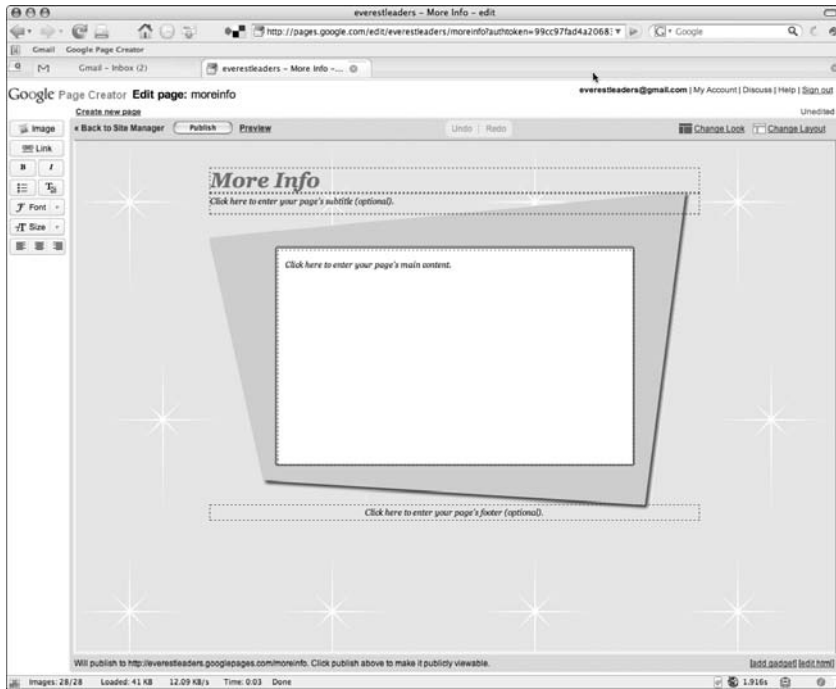 everestleaders – More Info – edit
http://pages.google.com/edit/everestleaders/moreinfo?authtoken=99cc97fad4a2068
G Google
Gmail Google Page Creator
Gmail – Inbox (2) everestleaders – More Info –...
everestleaders@gmail.com | My Account | Discuss | Help | Sign out
Google Page Creator Edit page: moreinfo
Create new page Unedited
« Back to Site Manager Publish Preview Undo Redo Change Look Change Layout
Image
Link
B I
T
F Font
T Size
More Info
Click here to enter your page's subtitle (optional).
Click here to enter your page's main content.
Click here to enter your page's footer (optional).
Will publish to http://everestleaders.googlepages.com/moreinfo. Click publish above to make it publicly viewable. [add gadget] [edit html]
Images: 28/28 Loaded: 41 KB 12.09 KB/s Time: 0:03 Done 1.916s